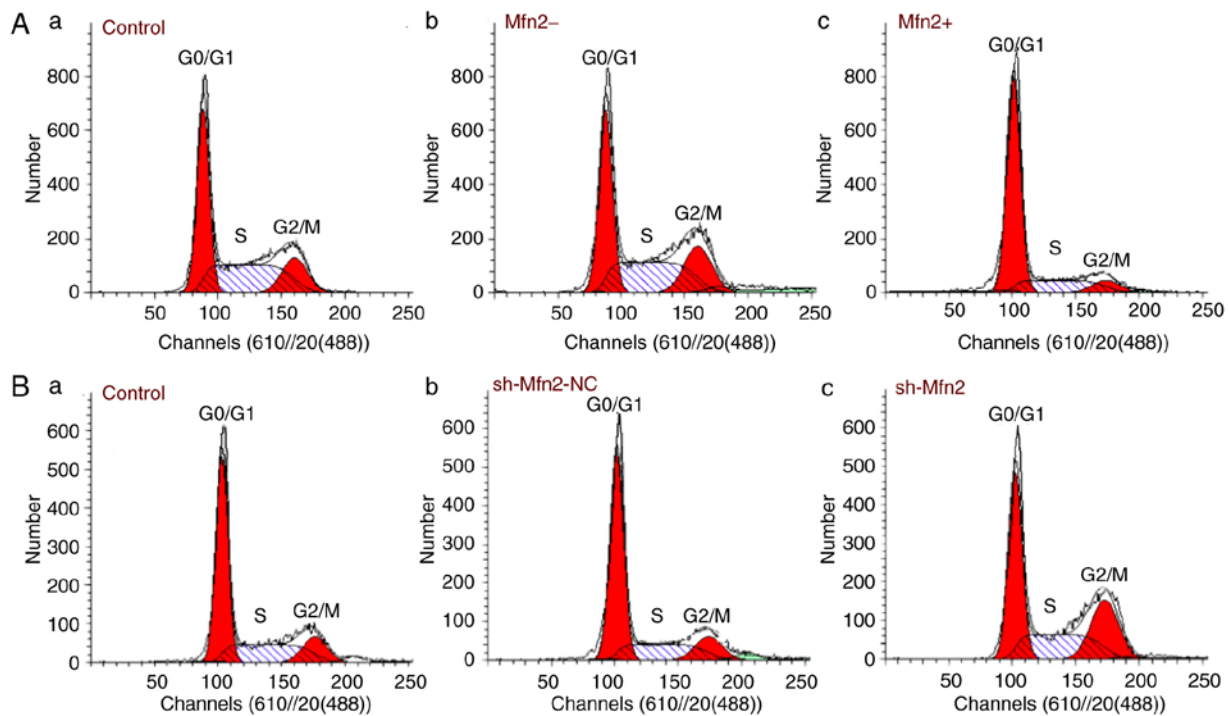 A
a
Control
G0/G1
S
G2/M
Number
800
600
400
200
0
50 100 150 200 250
Channels (610//20(488))
b
Mfn2–
G0/G1
S
G2/M
Number
800
600
400
200
0
50 100 150 200 250
Channels (610//20(488))
c
Mfn2+
G0/G1
S
G2/M
Number
800
600
400
200
0
50 100 150 200 250
Channels (610//20(488))
B
a
Control
G0/G1
S
G2/M
Number
600
500
400
300
200
100
0
50 100 150 200 250
Channels (610//20(488))
b
sh-Mfn2-NC
G0/G1
S
G2/M
Number
600
500
400
300
200
100
0
50 100 150 200 250
Channels (610//20(488))
c
sh-Mfn2
G0/G1
S
G2/M
Number
600
500
400
300
200
100
0
50 100 150 200 250
Channels (610//20(488))